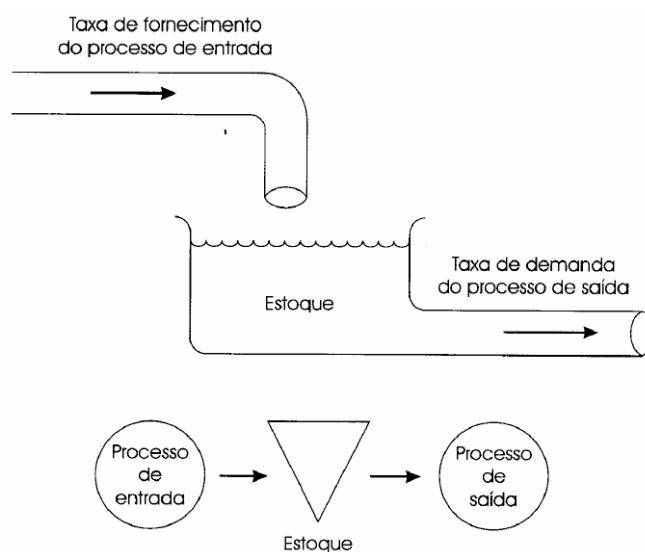 Taxa de fornecimento
do processo de entrada
Taxa de demanda
do processo de saída
Estoque
Processo
de
entrada
Estoque
Processo
de
saída